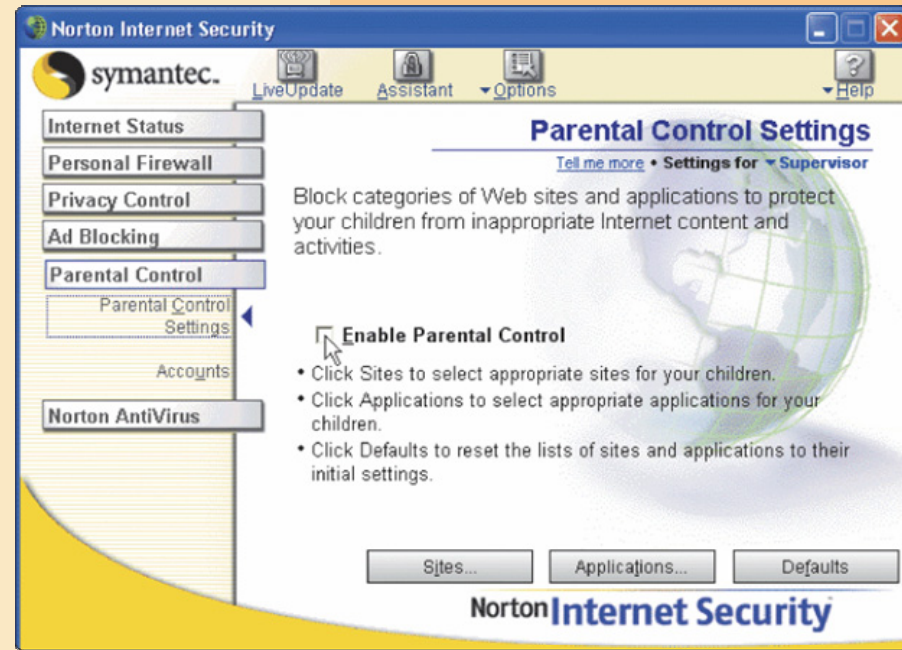 Norton Internet Security
symantec.
LiveUpdate Assistant Options Help
Internet Status
Personal Firewall
Privacy Control
Ad Blocking
Parental Control
Parental Control
Settings
Accounts
Norton AntiVirus
Parental Control Settings
Tell me more • Settings for Supervisor
Block categories of Web sites and applications to protect
your children from inappropriate Internet content and
activities.
Enable Parental Control
• Click Sites to select appropriate sites for your children.
• Click Applications to select appropriate applications for your
children.
• Click Defaults to reset the lists of sites and applications to their
initial settings.
Sites... Applications... Defaults
Norton Internet Security